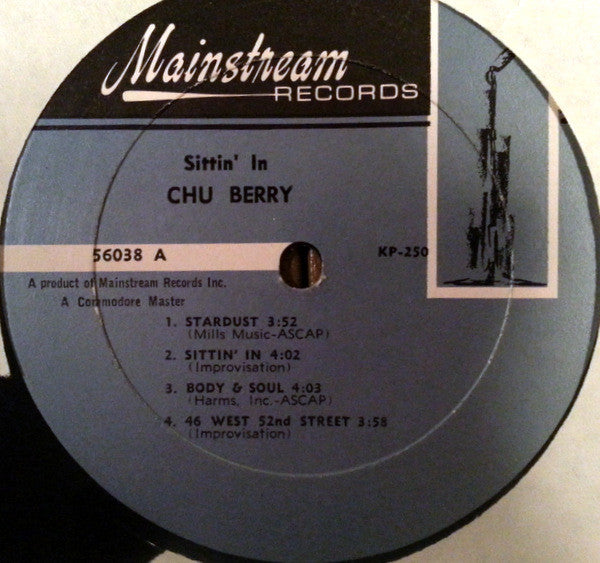 Mainstream
RECORDS
Sittin' In
CHU BERRY
56038 A
KP-250
A product of Mainstream Records Inc.
A Commodore Master
1. STARDUST 3:52
(Mills Music-ASCAP)
2. SITTIN' IN 4:02
(Improvisation)
3. BODY & SOUL 4:03
(Harms, Inc.-ASCAP)
4. 46 WEST 52nd STREET 3:58
(Improvisation)